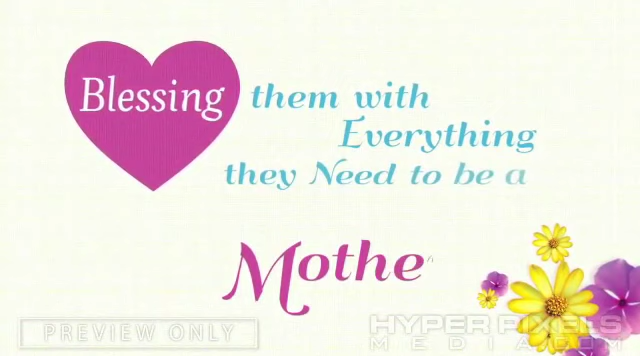 Blessing them with
Everything
they Need to be a
Mothe
PREVIEW ONLY
HYPER PIXELS
MEDIA.COM